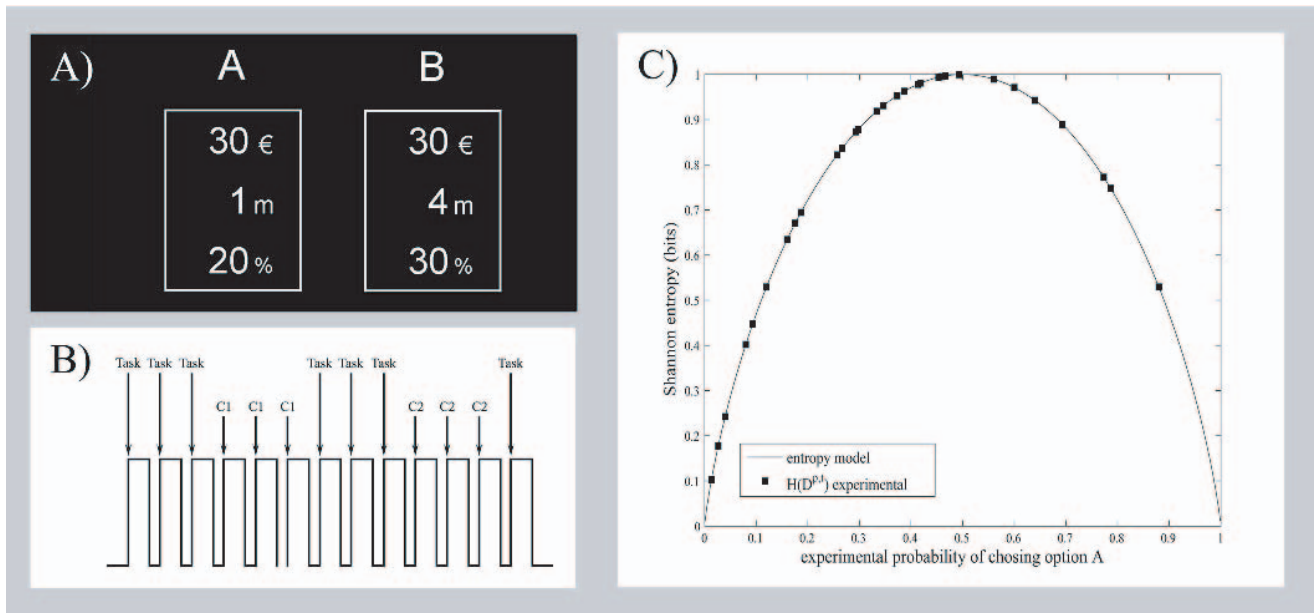 A)
A B
30 € 30 €
1 m 4 m
20 % 30 %
B)
Task Task Task Task Task Task Task
C1 C1 C1 C2 C2 C2
C)
Shannon entropy (bits)
1
0.9
0.8
0.7
0.6
0.5
0.4
0.3
0.2
0.1
0
entropy model
H(D^p,t) experimental
0 0.1 0.2 0.3 0.4 0.5 0.6 0.7 0.8 0.9 1
experimental probability of chosing option A